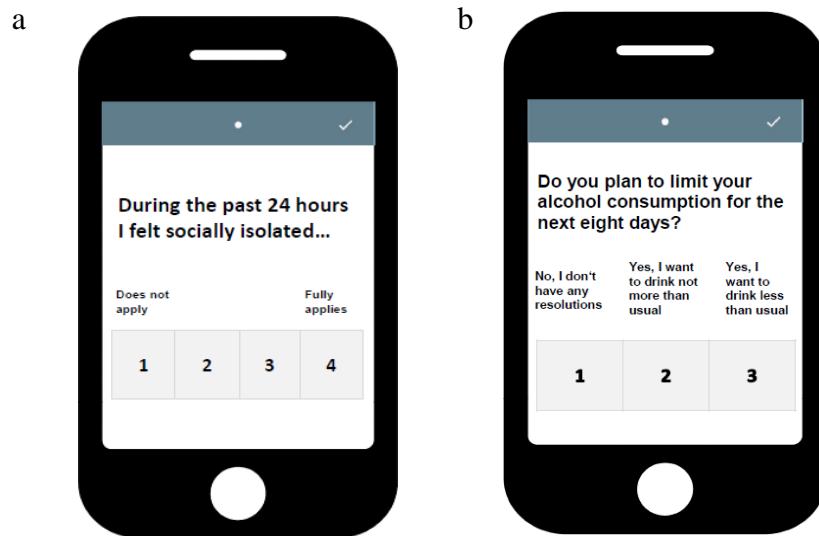 a
During the past 24 hours
I felt socially isolated...
Does not
apply
Fully
applies
1 2 3 4
b
Do you plan to limit your
alcohol consumption for the
next eight days?
No, I don't
have any
resolutions
Yes, I want
to drink not
more than
usual
Yes, I
want to
drink less
than usual
1 2 3